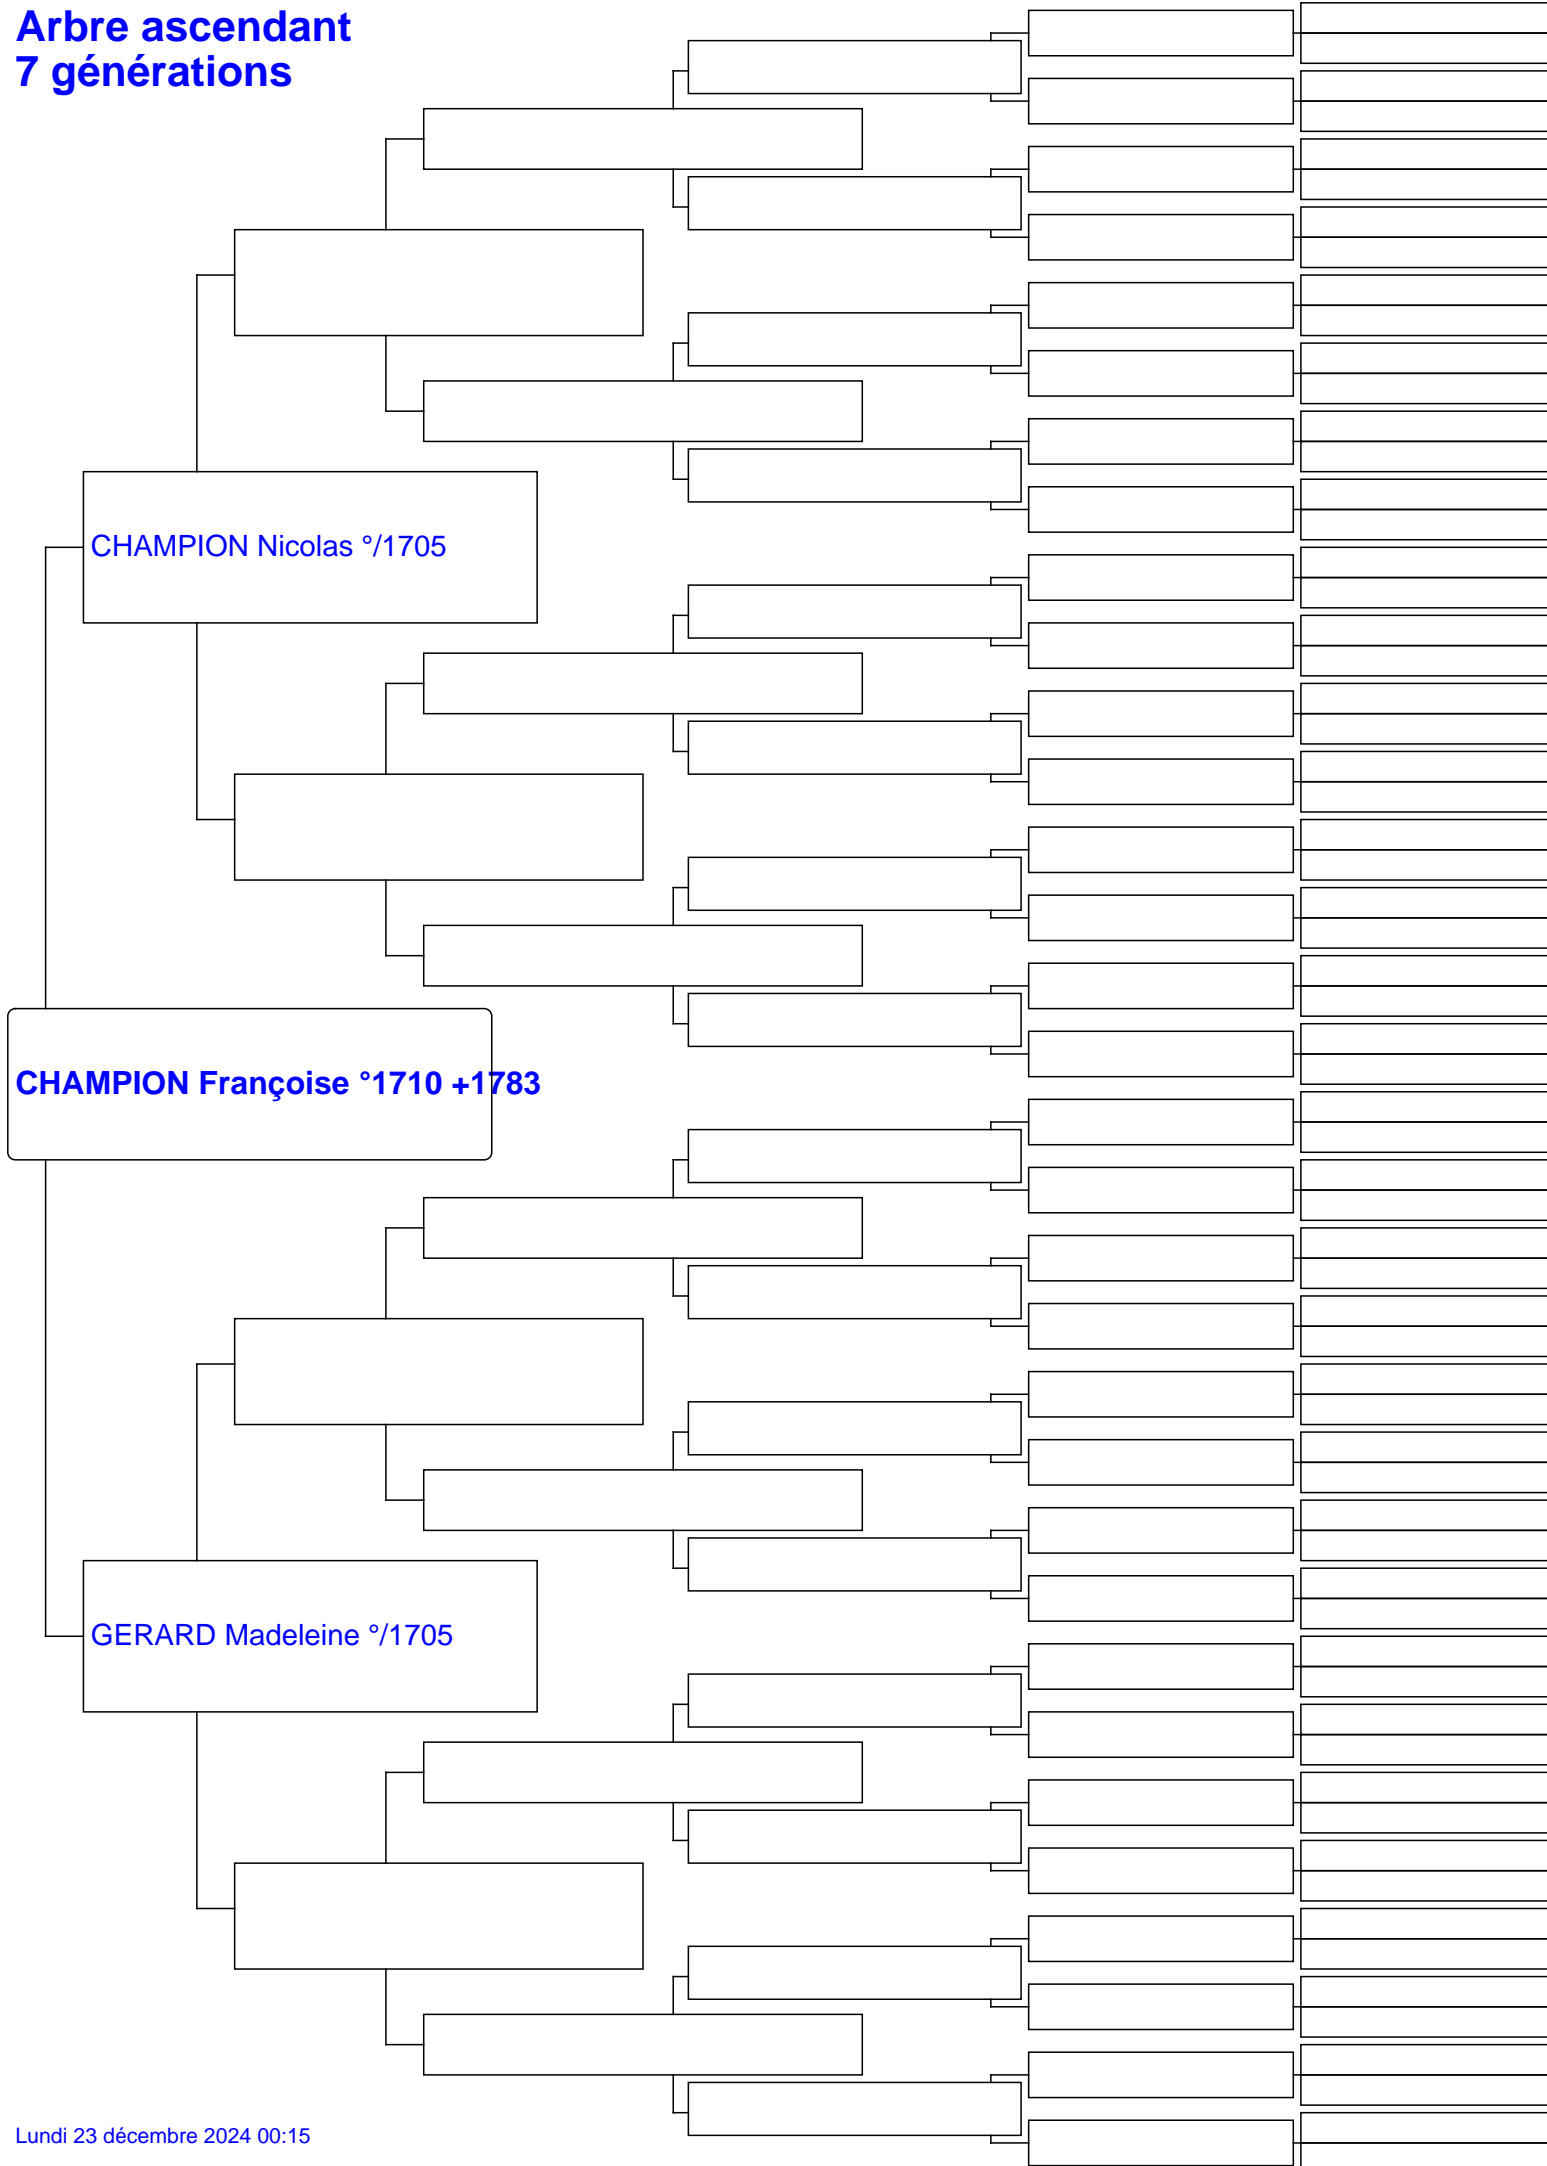 Arbre ascendant
7 générations
CHAMPION Nicolas °/1705
CHAMPION Françoise °1710 +1783
GERARD Madeleine °/1705
Lundi 23 décembre 2024 00:15